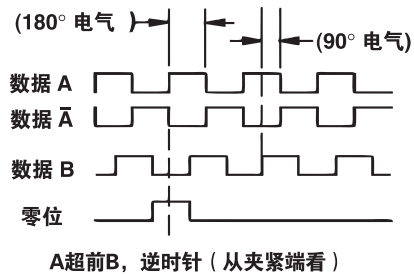 (180° 电气 )
(90° 电气)
数据 A
数据 A̅
数据 B
零位
A超前B，逆时针（从夹紧端看）